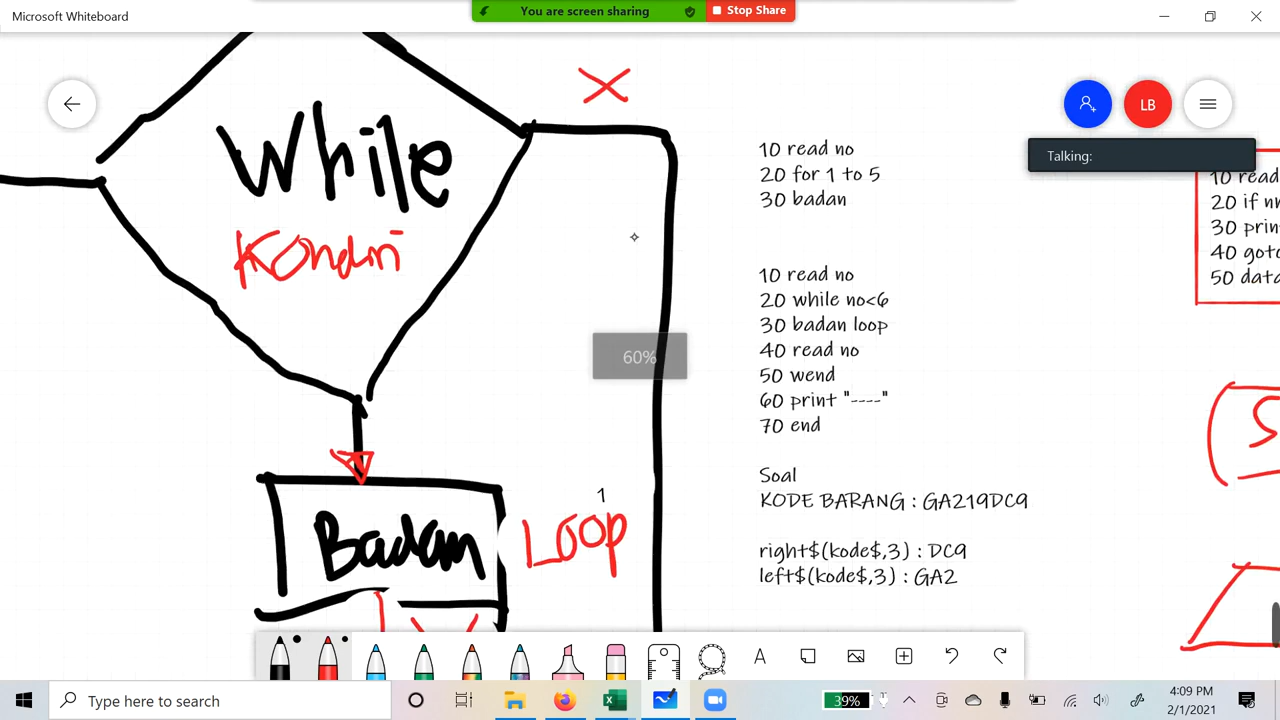 Microsoft Whiteboard
You are screen sharing
Stop Share
While
Kondisi
X
60%
Badan
LOOP
1
10 read no
20 for 1 to 5
30 badan
10 read no
20 while no<6
30 badan loop
40 read no
50 wend
60 print "----"
70 end
Soal
KODE BARANG : GA219DC9
right$(kode$,3) : DC9
left$(kode$,3) : GA2
LB
Talking:
10 read
20 if
30
40
50
S
A
Type here to search
39%
4:09 PM
2/1/2021